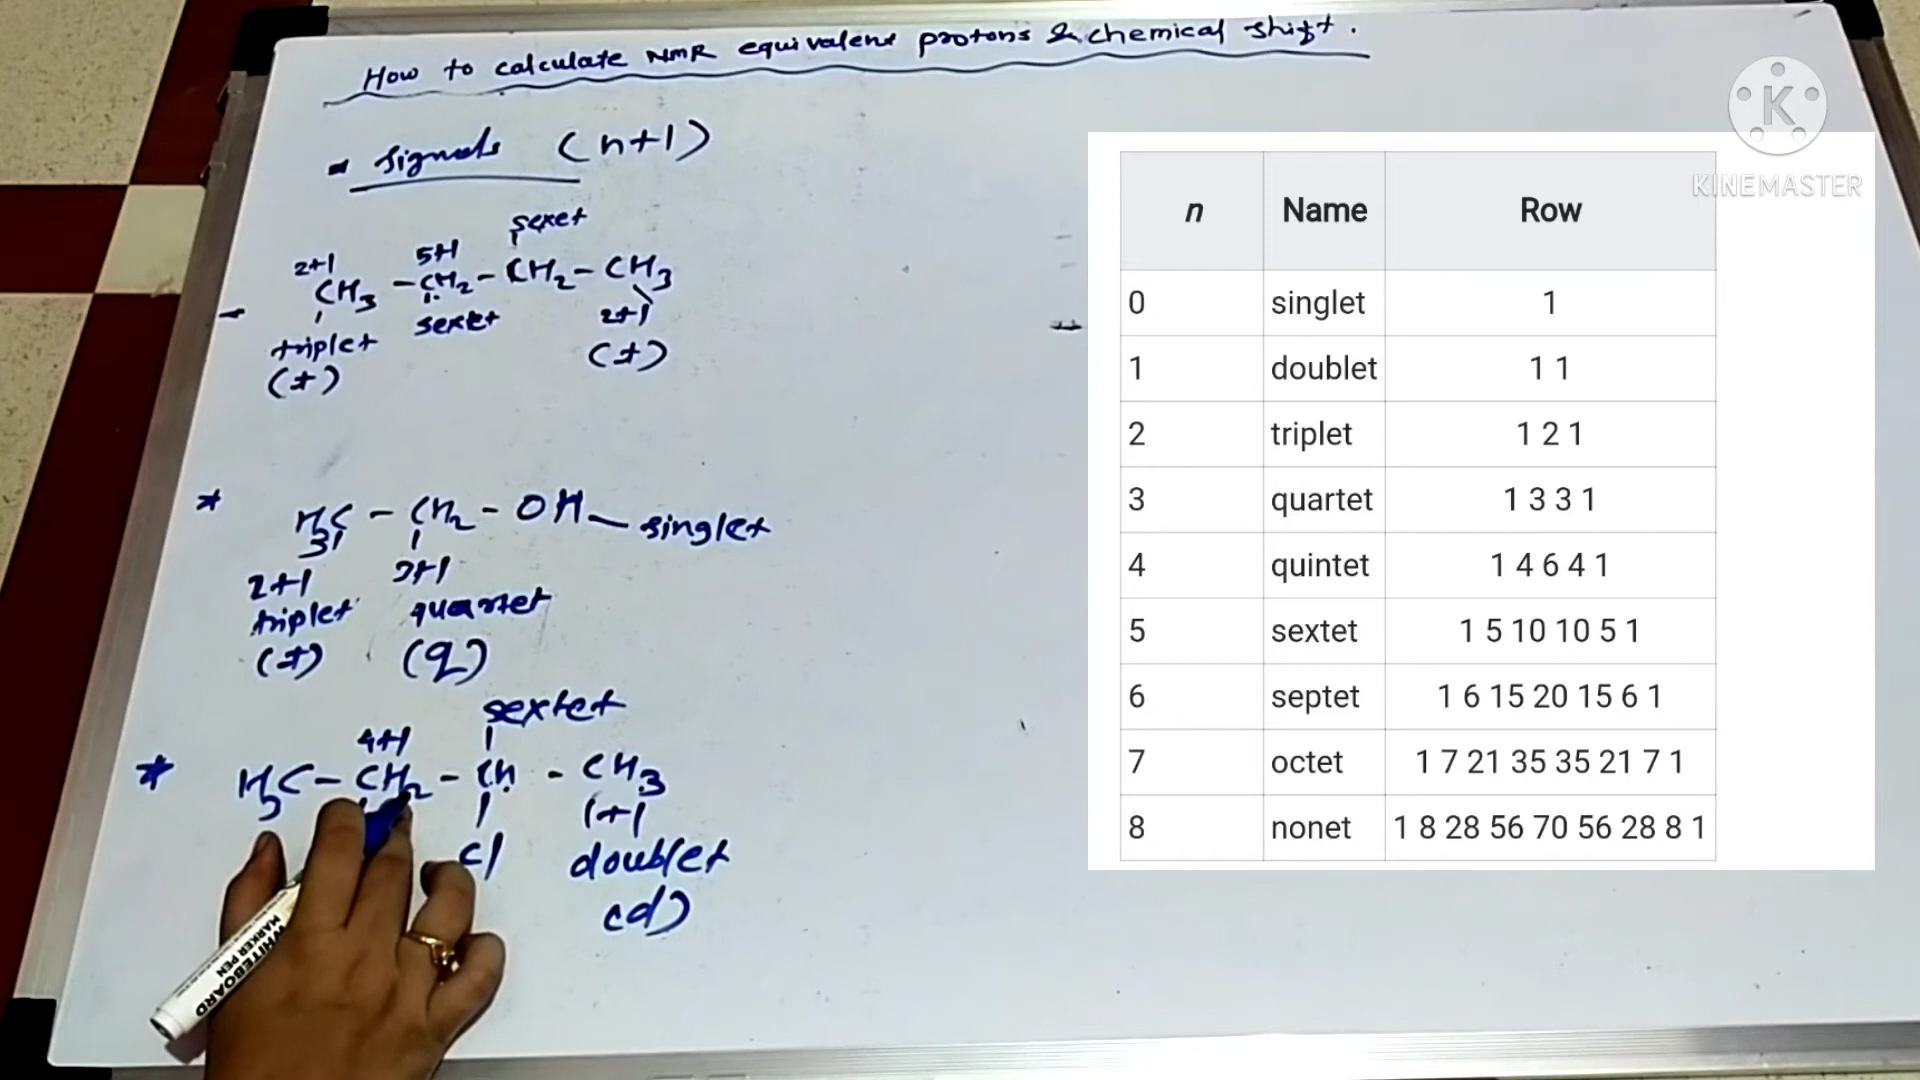 How to calculate NMR equivalent protons & chemical shift.
Signals (n+1)
sexet
2+1 5+1
CH3 - CH2 - CH2 - CH3
triplet sextet 2+1
(t) (t)
* H3C - CH2 - OH - singlet
2+1 3+1
triplet quartet
(t) (q)
sextet
4+1
* H3C - CH2 - CH - CH3
Cl 1+1
doublet
(d)
WHITEBOARD
MARKER PEN
K
KINEMASTER
n Name Row
0 singlet 1
1 doublet 1 1
2 triplet 1 2 1
3 quartet 1 3 3 1
4 quintet 1 4 6 4 1
5 sextet 1 5 10 10 5 1
6 septet 1 6 15 20 15 6 1
7 octet 1 7 21 35 35 21 7 1
8 nonet 1 8 28 56 70 56 28 8 1